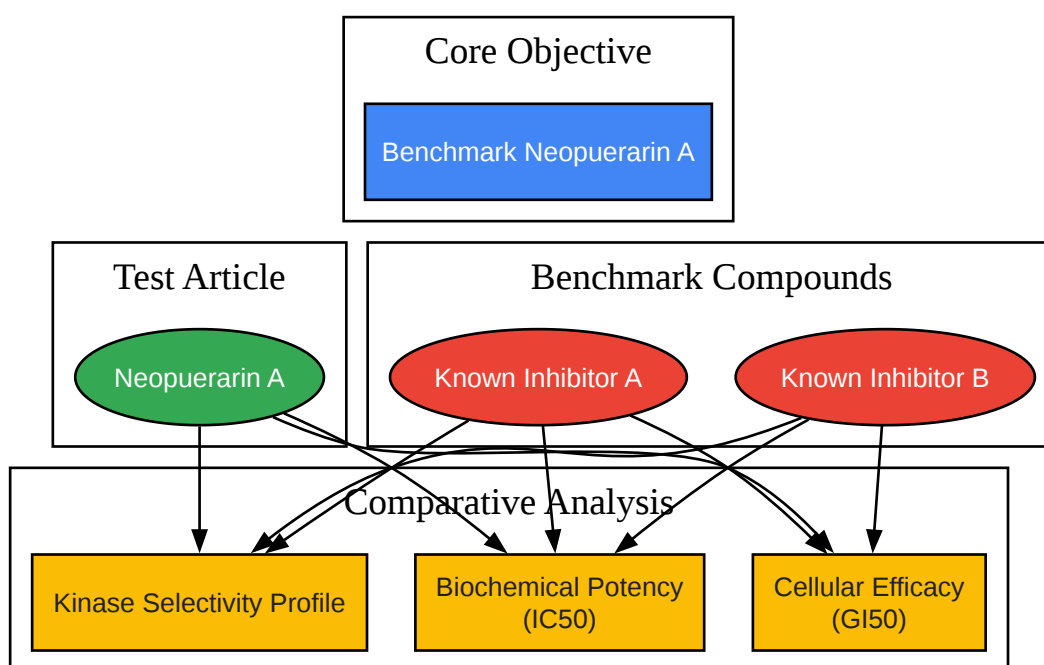 Core Objective
Benchmark Neopuerarin A
Test Article
Benchmark Compounds
Neopuerarin A
Known Inhibitor A
Known Inhibitor B
Comparative Analysis
Kinase Selectivity Profile
Biochemical Potency
(IC50)
Cellular Efficacy
(GI50)